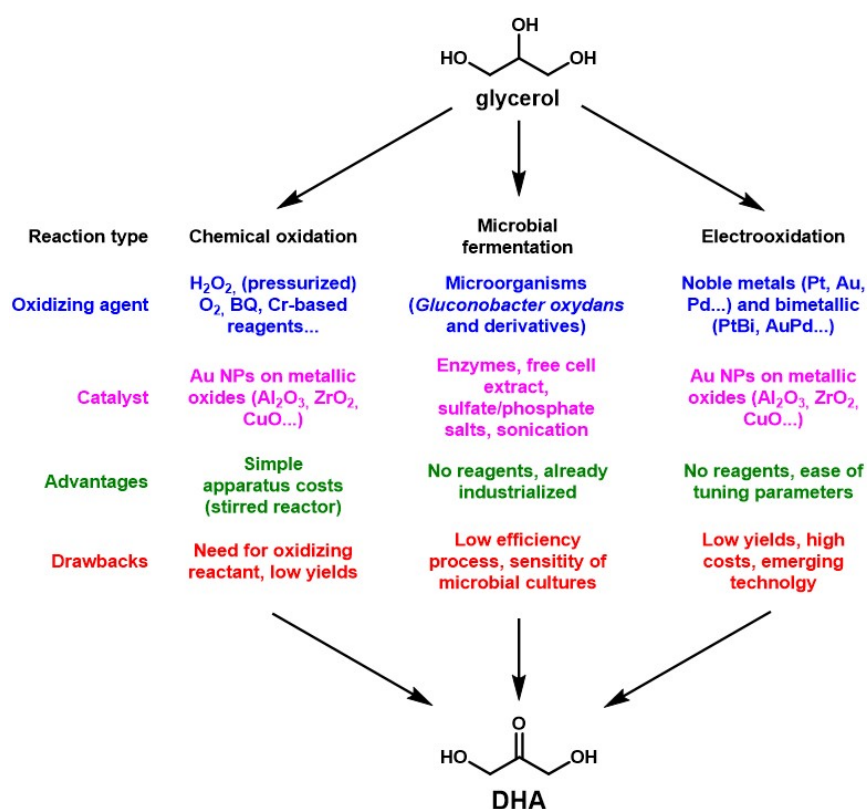 OH
HO
OH
glycerol
Reaction type
Chemical oxidation
Microbial
fermentation
Electrooxidation
Oxidizing agent
H₂O₂, (pressurized)
O₂, BQ, Cr-based
reagents...
Microorganisms
(Gluconobacter oxydans
and derivatives)
Noble metals (Pt, Au,
Pd...) and bimetallic
(PtBi, AuPd...)
Catalyst
Au NPs on metallic
oxides (Al₂O₃, ZrO₂,
CuO...)
Enzymes, free cell
extract,
sulfate/phosphate
salts, sonication
Au NPs on metallic
oxides (Al₂O₃, ZrO₂,
CuO...)
Advantages
Simple
apparatus costs
(stirred reactor)
No reagents, already
industrialized
No reagents, ease of
tuning parameters
Drawbacks
Need for oxidizing
reactant, low yields
Low efficiency
process, sensitivity of
microbial cultures
Low yields, high
costs, emerging
technolgy
O
HO
OH
DHA